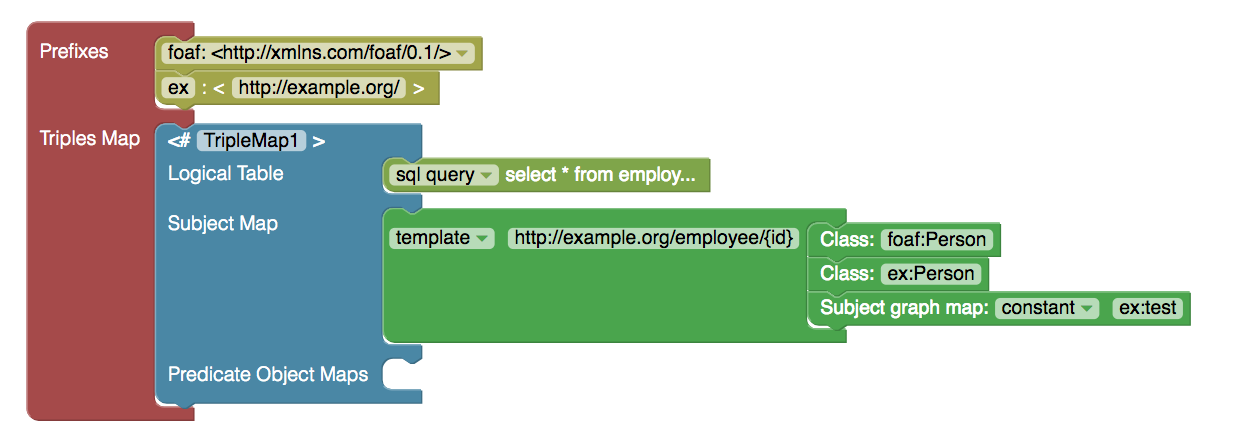 Prefixes
foaf: <http://xmlns.com/foaf/0.1/>
ex : < http://example.org/ >
Triples Map
<# TripleMap1 >
Logical Table
sql query select * from employ...
Subject Map
template http://example.org/employee/{id}
Class: foaf:Person
Class: ex:Person
Subject graph map: constant ex:test
Predicate Object Maps